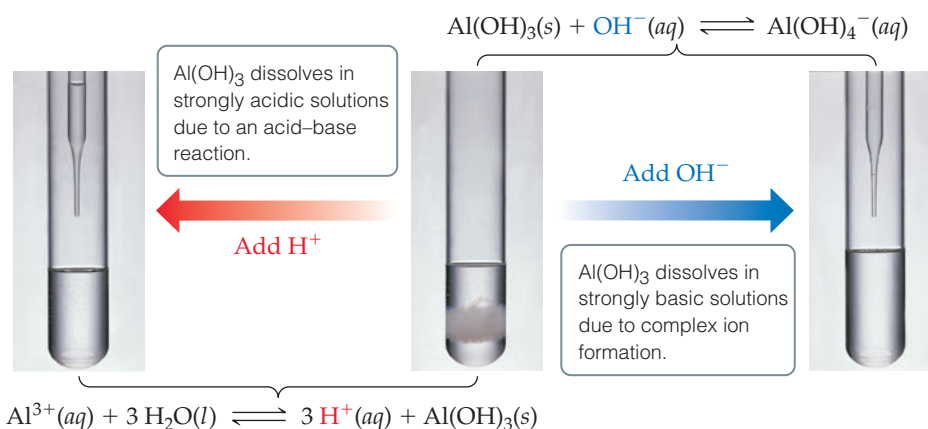 Al(OH)₃(s) + OH⁻(aq) ⇌ Al(OH)₄⁻(aq)
Al(OH)₃ dissolves in
strongly acidic solutions
due to an acid–base
reaction.
Add H⁺
Add OH⁻
Al(OH)₃ dissolves in
strongly basic solutions
due to complex ion
formation.
Al³⁺(aq) + 3 H₂O(l) ⇌ 3 H⁺(aq) + Al(OH)₃(s)